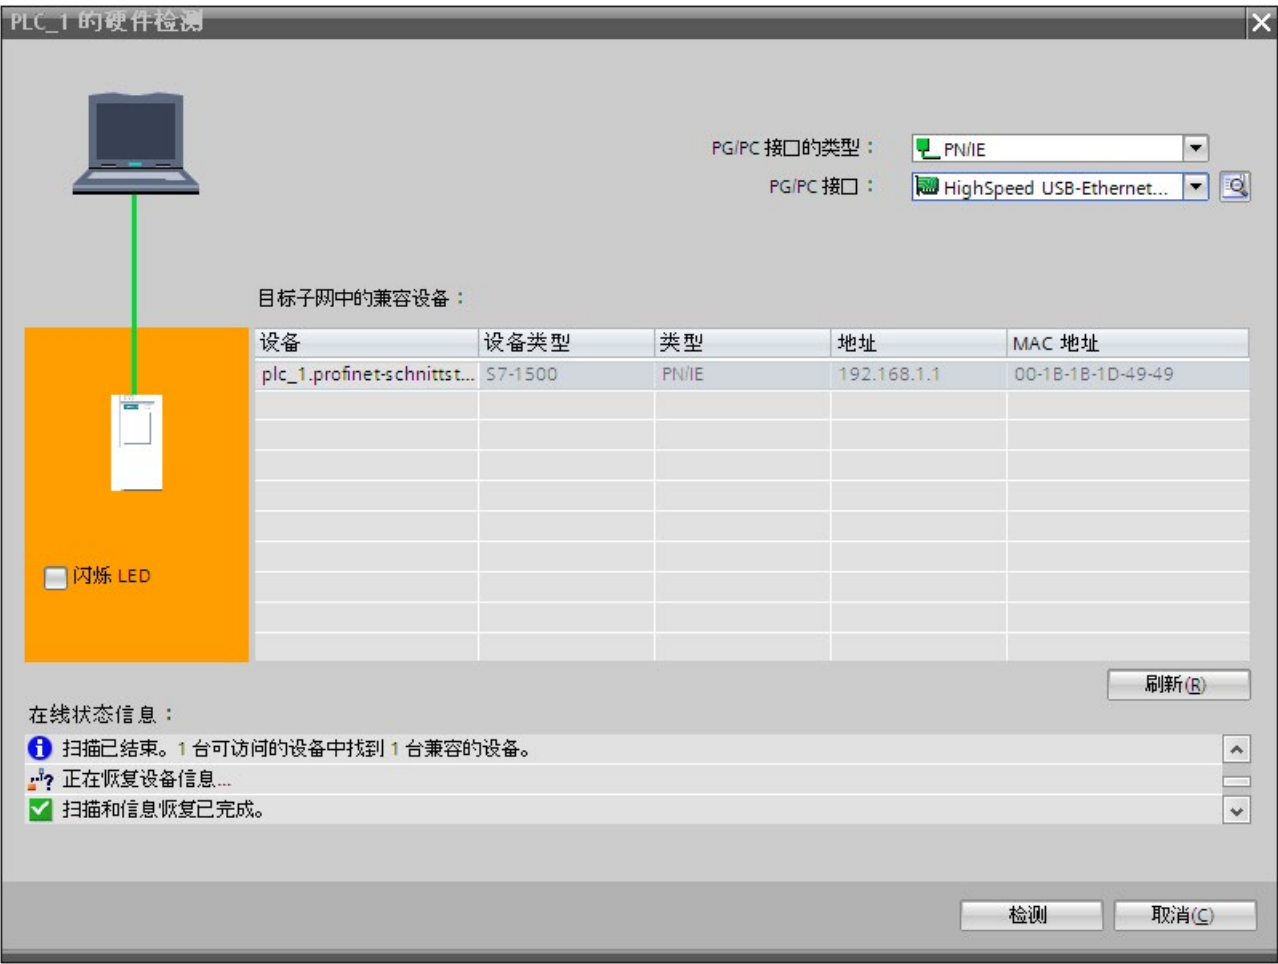 PLC_1 的硬件检测
PG/PC 接口的类型：
PN/IE
PG/PC 接口：
HighSpeed USB-Ethernet...
目标子网中的兼容设备：
设备 设备类型 类型 地址 MAC 地址
plc_1.profinet-schnittst... S7-1500 PN/IE 192.168.1.1 00-1B-1B-1D-49-49
闪烁 LED
刷新(R)
在线状态信息：
扫描已结束。1 台可访问的设备中找到 1 台兼容的设备。
正在恢复设备信息...
扫描和信息恢复已完成。
检测 取消(C)